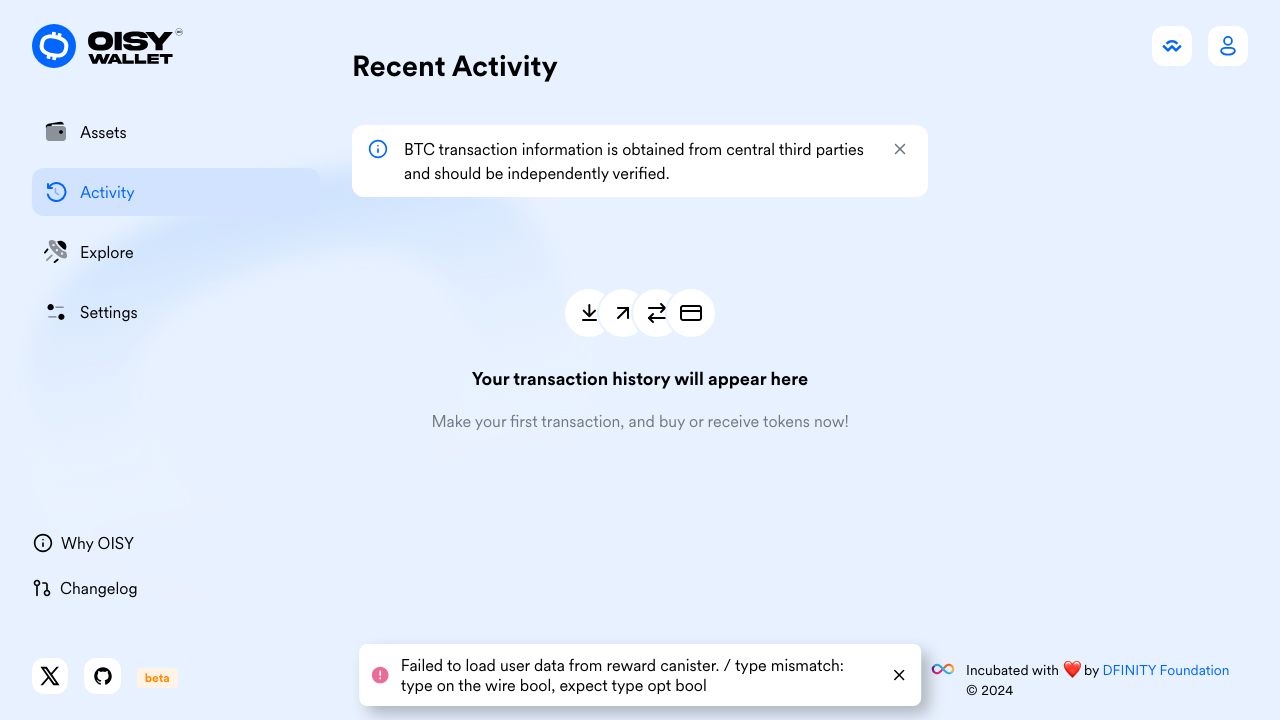 OISY
WALLET
Recent Activity
Assets
BTC transaction information is obtained from central third parties
and should be independently verified.
Activity
Explore
Settings
Your transaction history will appear here
Make your first transaction, and buy or receive tokens now!
Why OISY
Changelog
beta
Failed to load user data from reward canister. / type mismatch:
type on the wire bool, expect type opt bool
Incubated with ❤️ by DFINITY Foundation
© 2024